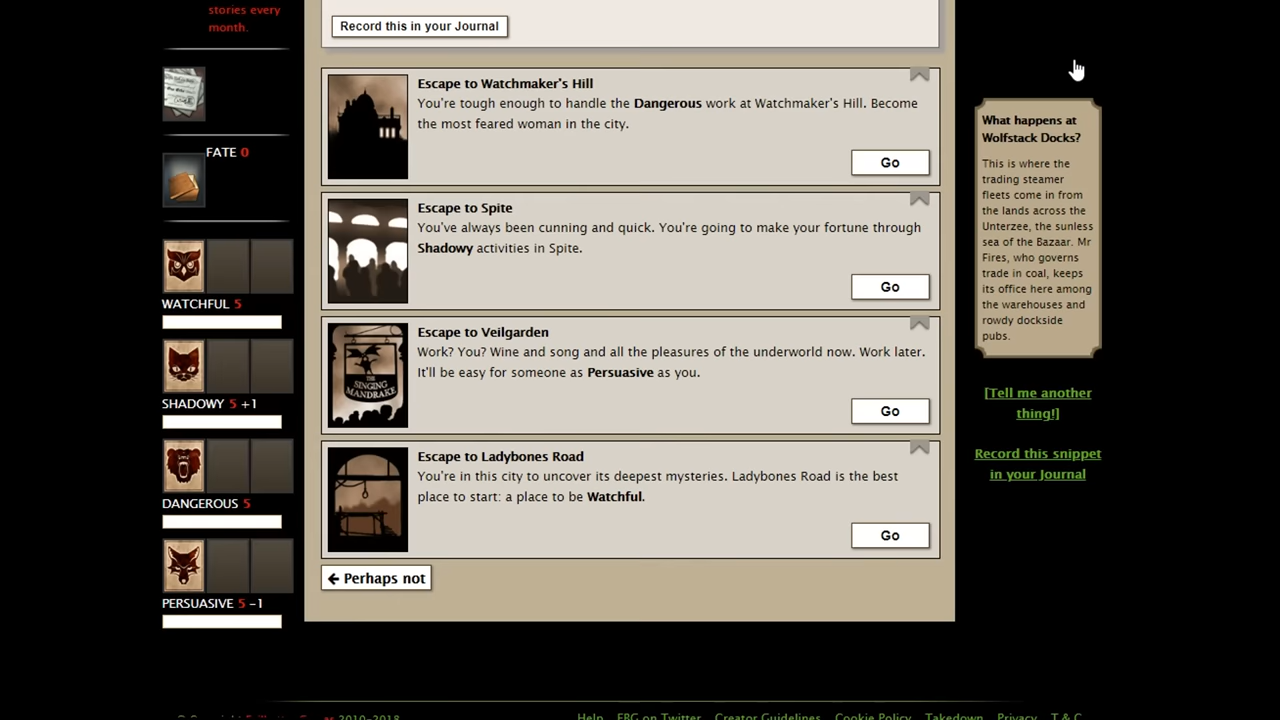 stories every
month.
FATE 0
WATCHFUL 5
SHADOWY 5 +1
DANGEROUS 5
PERSUASIVE 5 −1
Record this in your Journal
Escape to Watchmaker's Hill
You're tough enough to handle the Dangerous work at Watchmaker's Hill. Become
the most feared woman in the city.
Go
Escape to Spite
You've always been cunning and quick. You're going to make your fortune through
Shadowy activities in Spite.
Go
THE
SINGING
MANDRAKE
Escape to Veilgarden
Work? You? Wine and song and all the pleasures of the underworld now. Work later.
It'll be easy for someone as Persuasive as you.
Go
Escape to Ladybones Road
You're in this city to uncover its deepest mysteries. Ladybones Road is the best
place to start: a place to be Watchful.
Go
Perhaps not
What happens at
Wolfstack Docks?
This is where the
trading steamer
fleets come in from
the lands across the
Unterzee, the sunless
sea of the Bazaar. Mr
Fires, who governs
trade in coal, keeps
its office here among
the warehouses and
rowdy dockside
pubs.
[Tell me another
thing!]
Record this snippet
in your Journal
© Copyright 2010-2018
Help FBG on Twitter Creator Guidelines Cookie Policy Takedown Privacy T & C